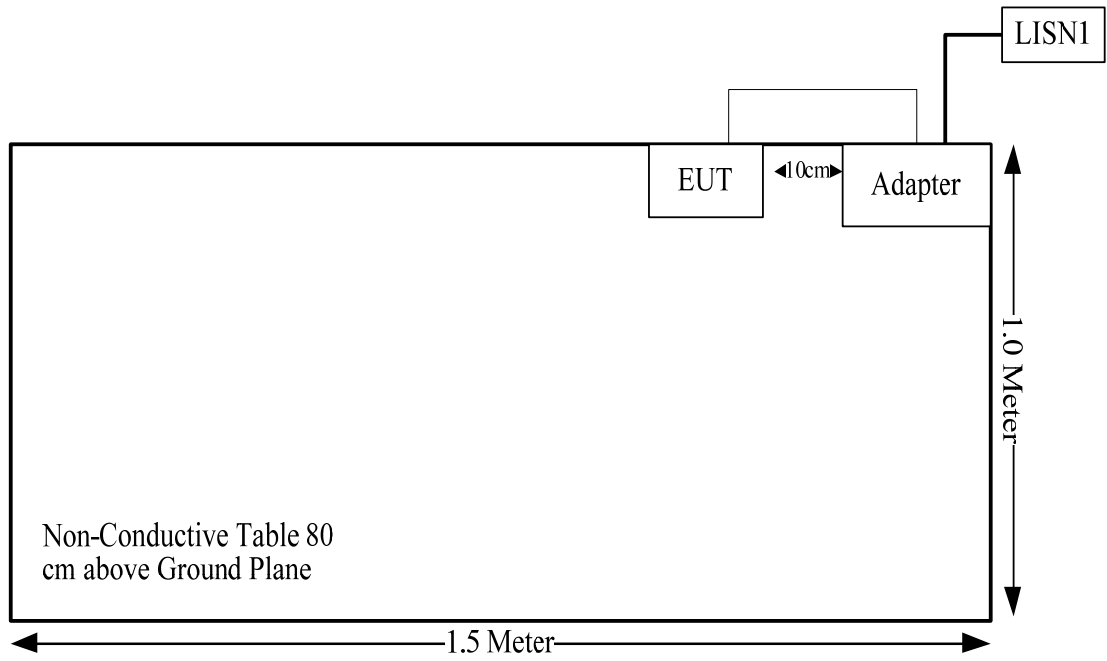 LISN1
EUT
10cm
Adapter
1.0 Meter
Non-Conductive Table 80
cm above Ground Plane
1.5 Meter